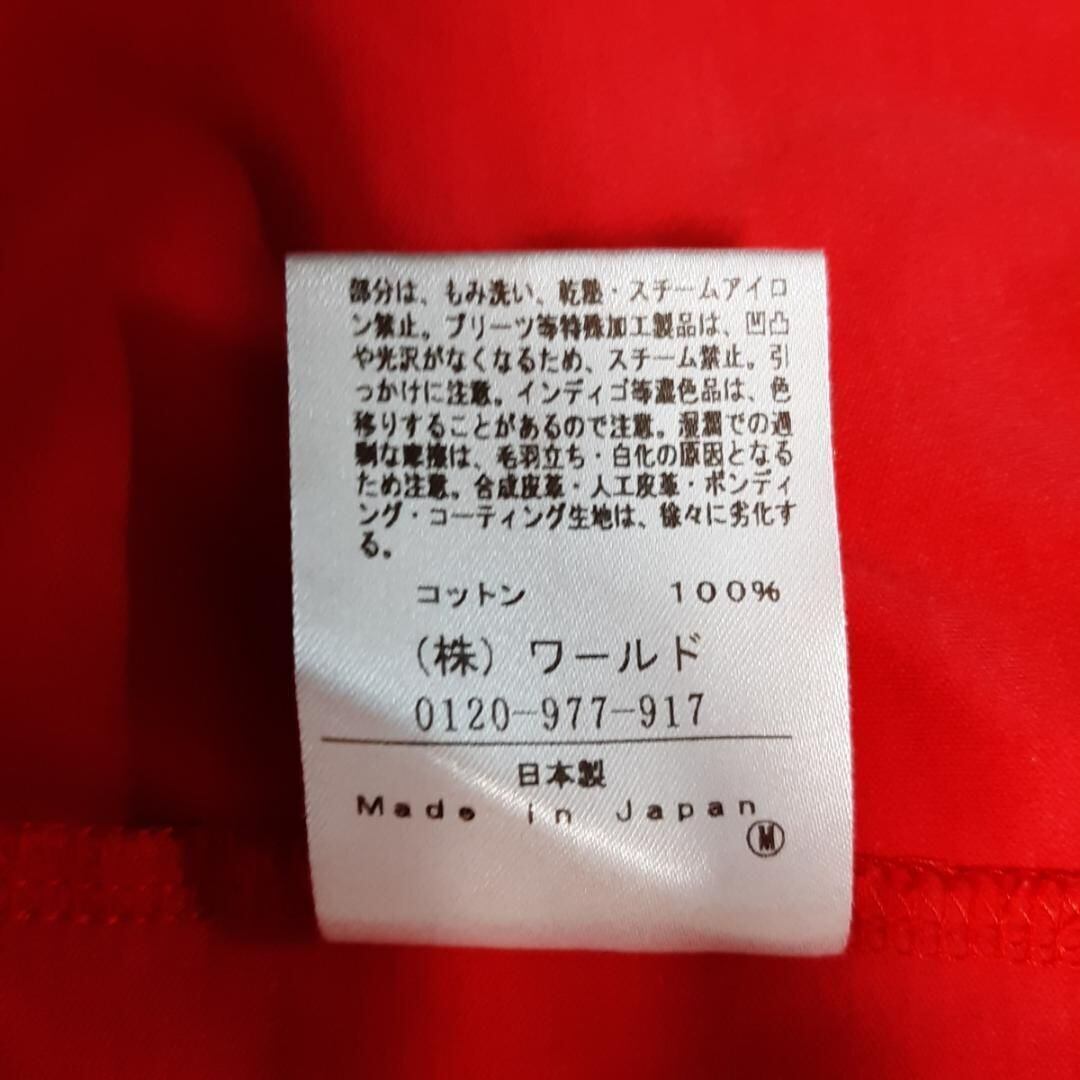 部分は、もみ洗い、乾燥・スチームアイロ
ン禁止。プリーツ等特殊加工製品は、凹凸
や光沢がなくなるため、スチーム禁止。引
っかけに注意。インディゴ等濃色品は、色
移りすることがあるので注意。湿潤での過
剰な摩擦は、毛羽立ち・白化の原因となる
ため注意。合成皮革・人工皮革・ボンディ
ング・コーティング生地は、徐々に劣化す
る。
コットン 100%
(株)ワールド
0120-977-917
日本製
Made in Japan
M